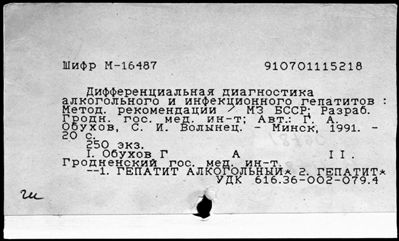 Шифр М-16487 910701115218
Дифференциальная диагностика
алкогольного и инфекционного гепатитов :
Метод. рекомендации / МЗ БССР; Разраб.
Гродн. гос. мед. ин-т; Авт.: Г. А.
Обухов, С. И. Болынец. - Минск, 1991. -
20 с.
250 экз.
I. Обухов Г А II.
Гродненский гос. мед. ин-т.
--1. ГЕПАТИТ АЛКОГОЛЬНЫЙ* 2. ГЕПАТИТ*
УДК 616.36-002-079.4